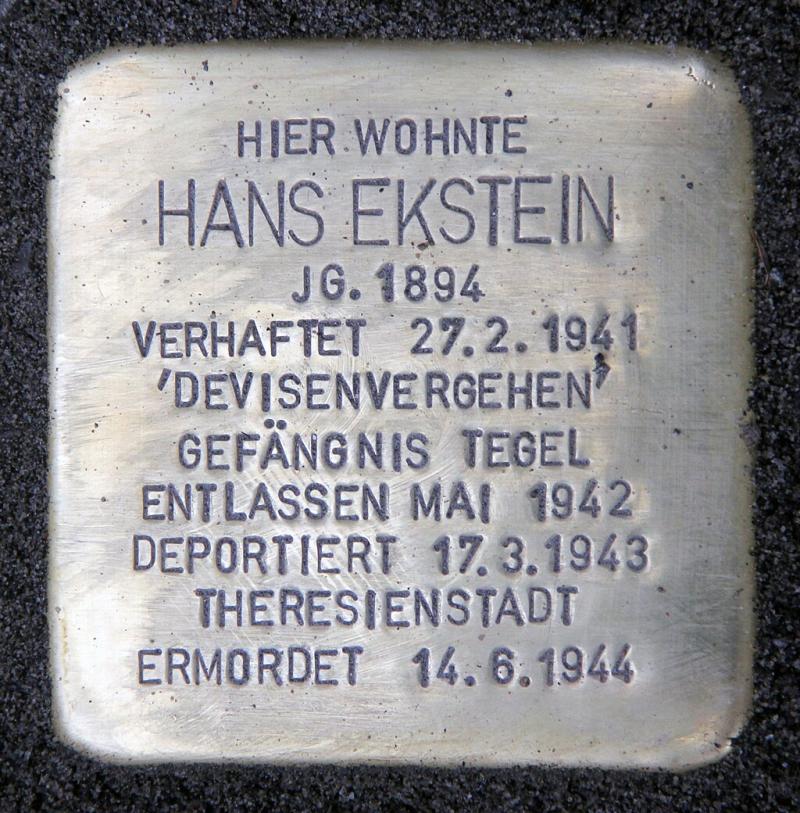 HIER WOHNTE
HANS EKSTEIN
JG. 1894
VERHAFTET 27.2.1941
'DEVISENVERGEHEN'
GEFÄNGNIS TEGEL
ENTLASSEN MAI 1942
DEPORTIERT 17.3.1943
THERESIENSTADT
ERMORDET 14.6.1944